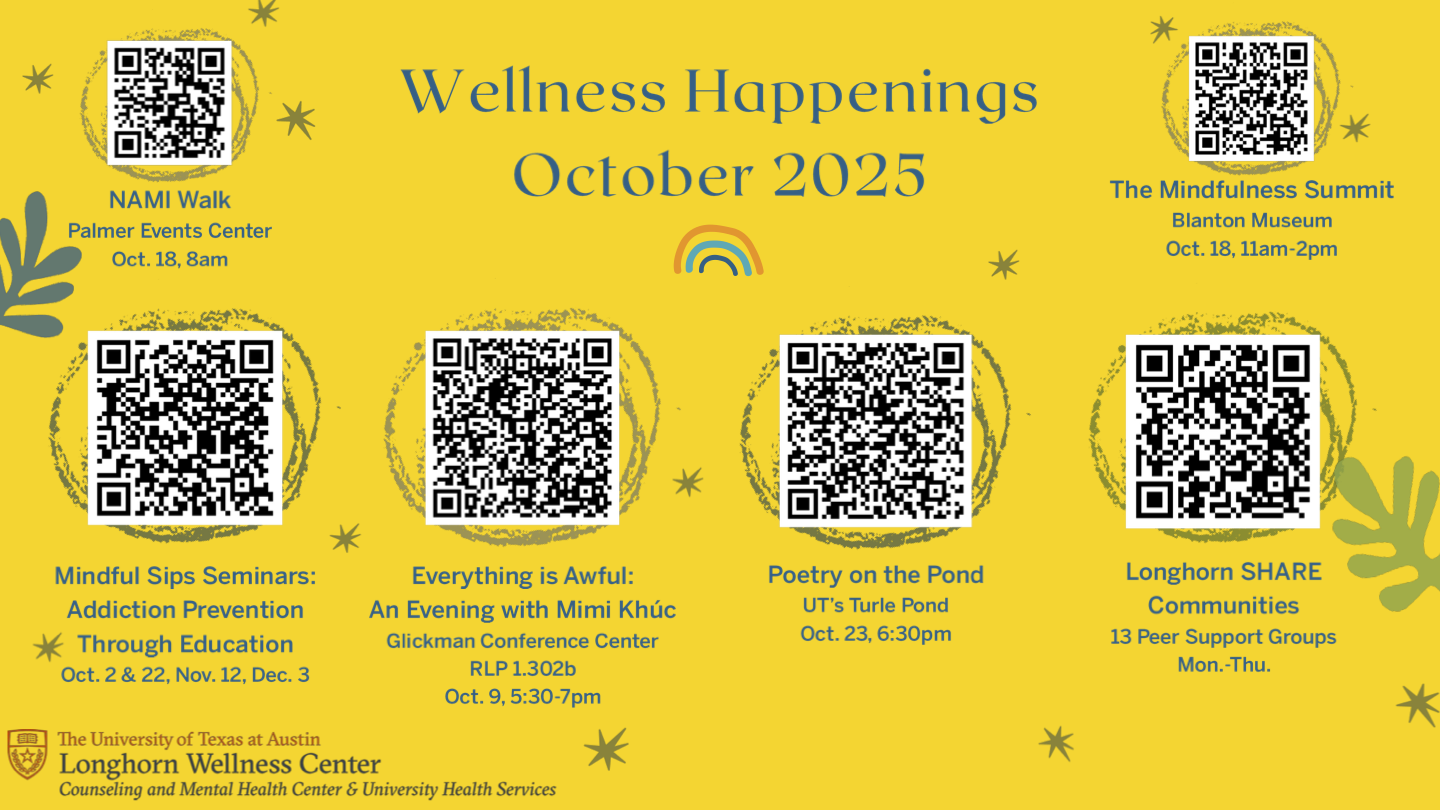 Wellness Happenings
October 2025
NAMI Walk
Palmer Events Center
Oct. 18, 8am
The Mindfulness Summit
Blanton Museum
Oct. 18, 11am-2pm
Mindful Sips Seminars:
Addiction Prevention
Through Education
Oct. 2 & 22, Nov. 12, Dec. 3
Everything is Awful:
An Evening with Mimi Khúc
Glickman Conference Center
RLP 1.302b
Oct. 9, 5:30-7pm
Poetry on the Pond
UT's Turle Pond
Oct. 23, 6:30pm
Longhorn SHARE
Communities
13 Peer Support Groups
Mon.-Thu.
The University of Texas at Austin
Longhorn Wellness Center
Counseling and Mental Health Center & University Health Services